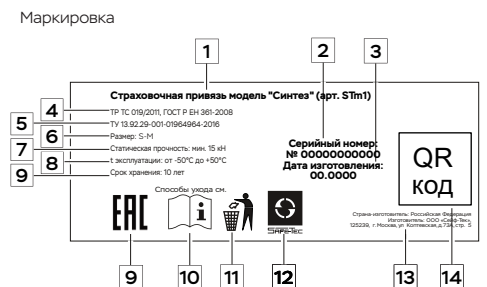 Маркировка
1
2
3
Страховочная привязь модель "Синтез" (арт. STm1)
4
ТР ТС 019/2011, ГОСТ Р ЕН 361-2008
5
ТУ 13.92.29-001-01964964-2016
6
Размер: S-M
7
Статическая прочность: мин. 15 кН
8
t эксплуатации: от -50°С до +50°С
9
Срок хранения: 10 лет
Серийный номер:
№ 00000000000
Дата изготовления:
00.0000
QR
код
Способы ухода см.
EAC
i
SAFE-TEC
Страна-изготовитель: Российская Федерация
Изготовитель: ООО «Сейф-Тек»,
125239, г. Москва, ул Коптевская, д.73А, стр. 5
9
10
11
12
13
14